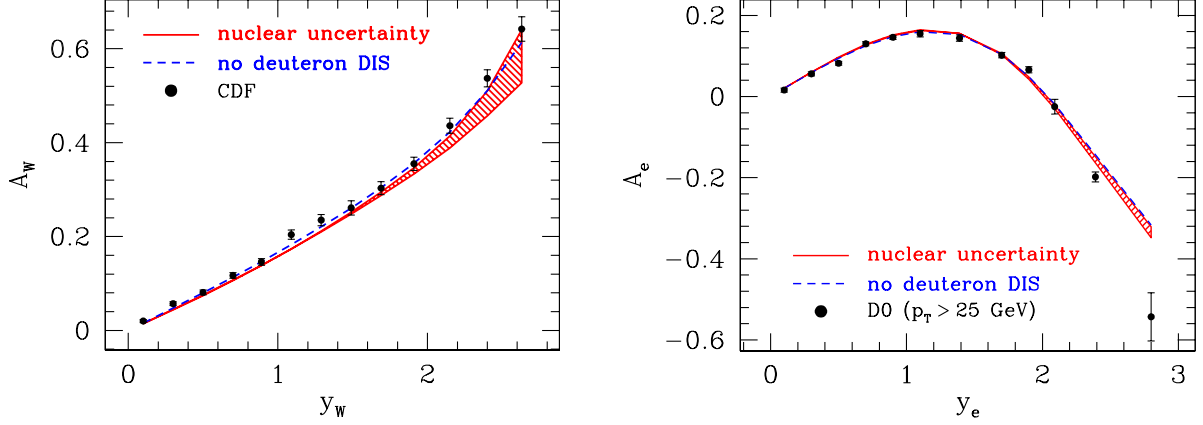 nuclear uncertainty
no deuteron DIS
CDF
0.6
0.4
0.2
0
A_W
0 1 2
y_W
0.2
0
−0.2
−0.4
−0.6
A_e
nuclear uncertainty
no deuteron DIS
D0 (p_T > 25 GeV)
0 1 2 3
y_e